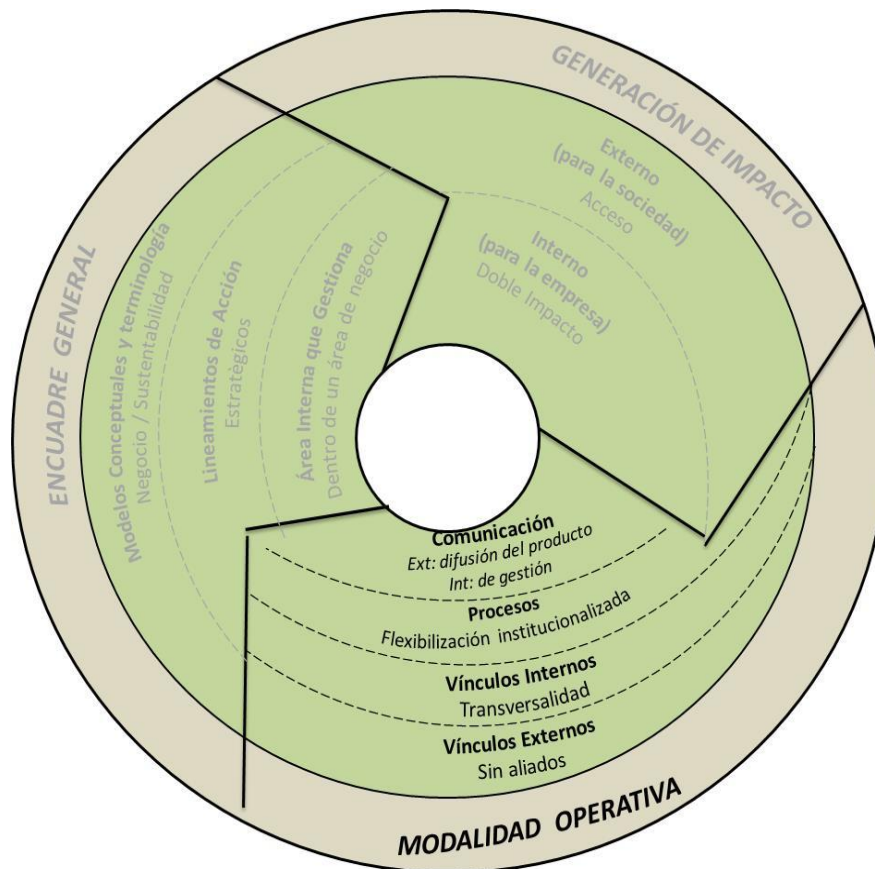 GENERACIÓN DE IMPACTO
Externo
(para la sociedad)
Acceso
Interno
(para la empresa)
Doble Impacto
ENCUADRE GENERAL
Modelos Conceptuales y terminología
Negocio / Sustentabilidad
Lineamientos de Acción
Estratégicos
Área Interna que Gestiona
Dentro de un área de negocio
Comunicación
Ext: difusión del producto
Int: de gestión
Procesos
Flexibilización institucionalizada
Vínculos Internos
Transversalidad
Vínculos Externos
Sin aliados
MODALIDAD OPERATIVA